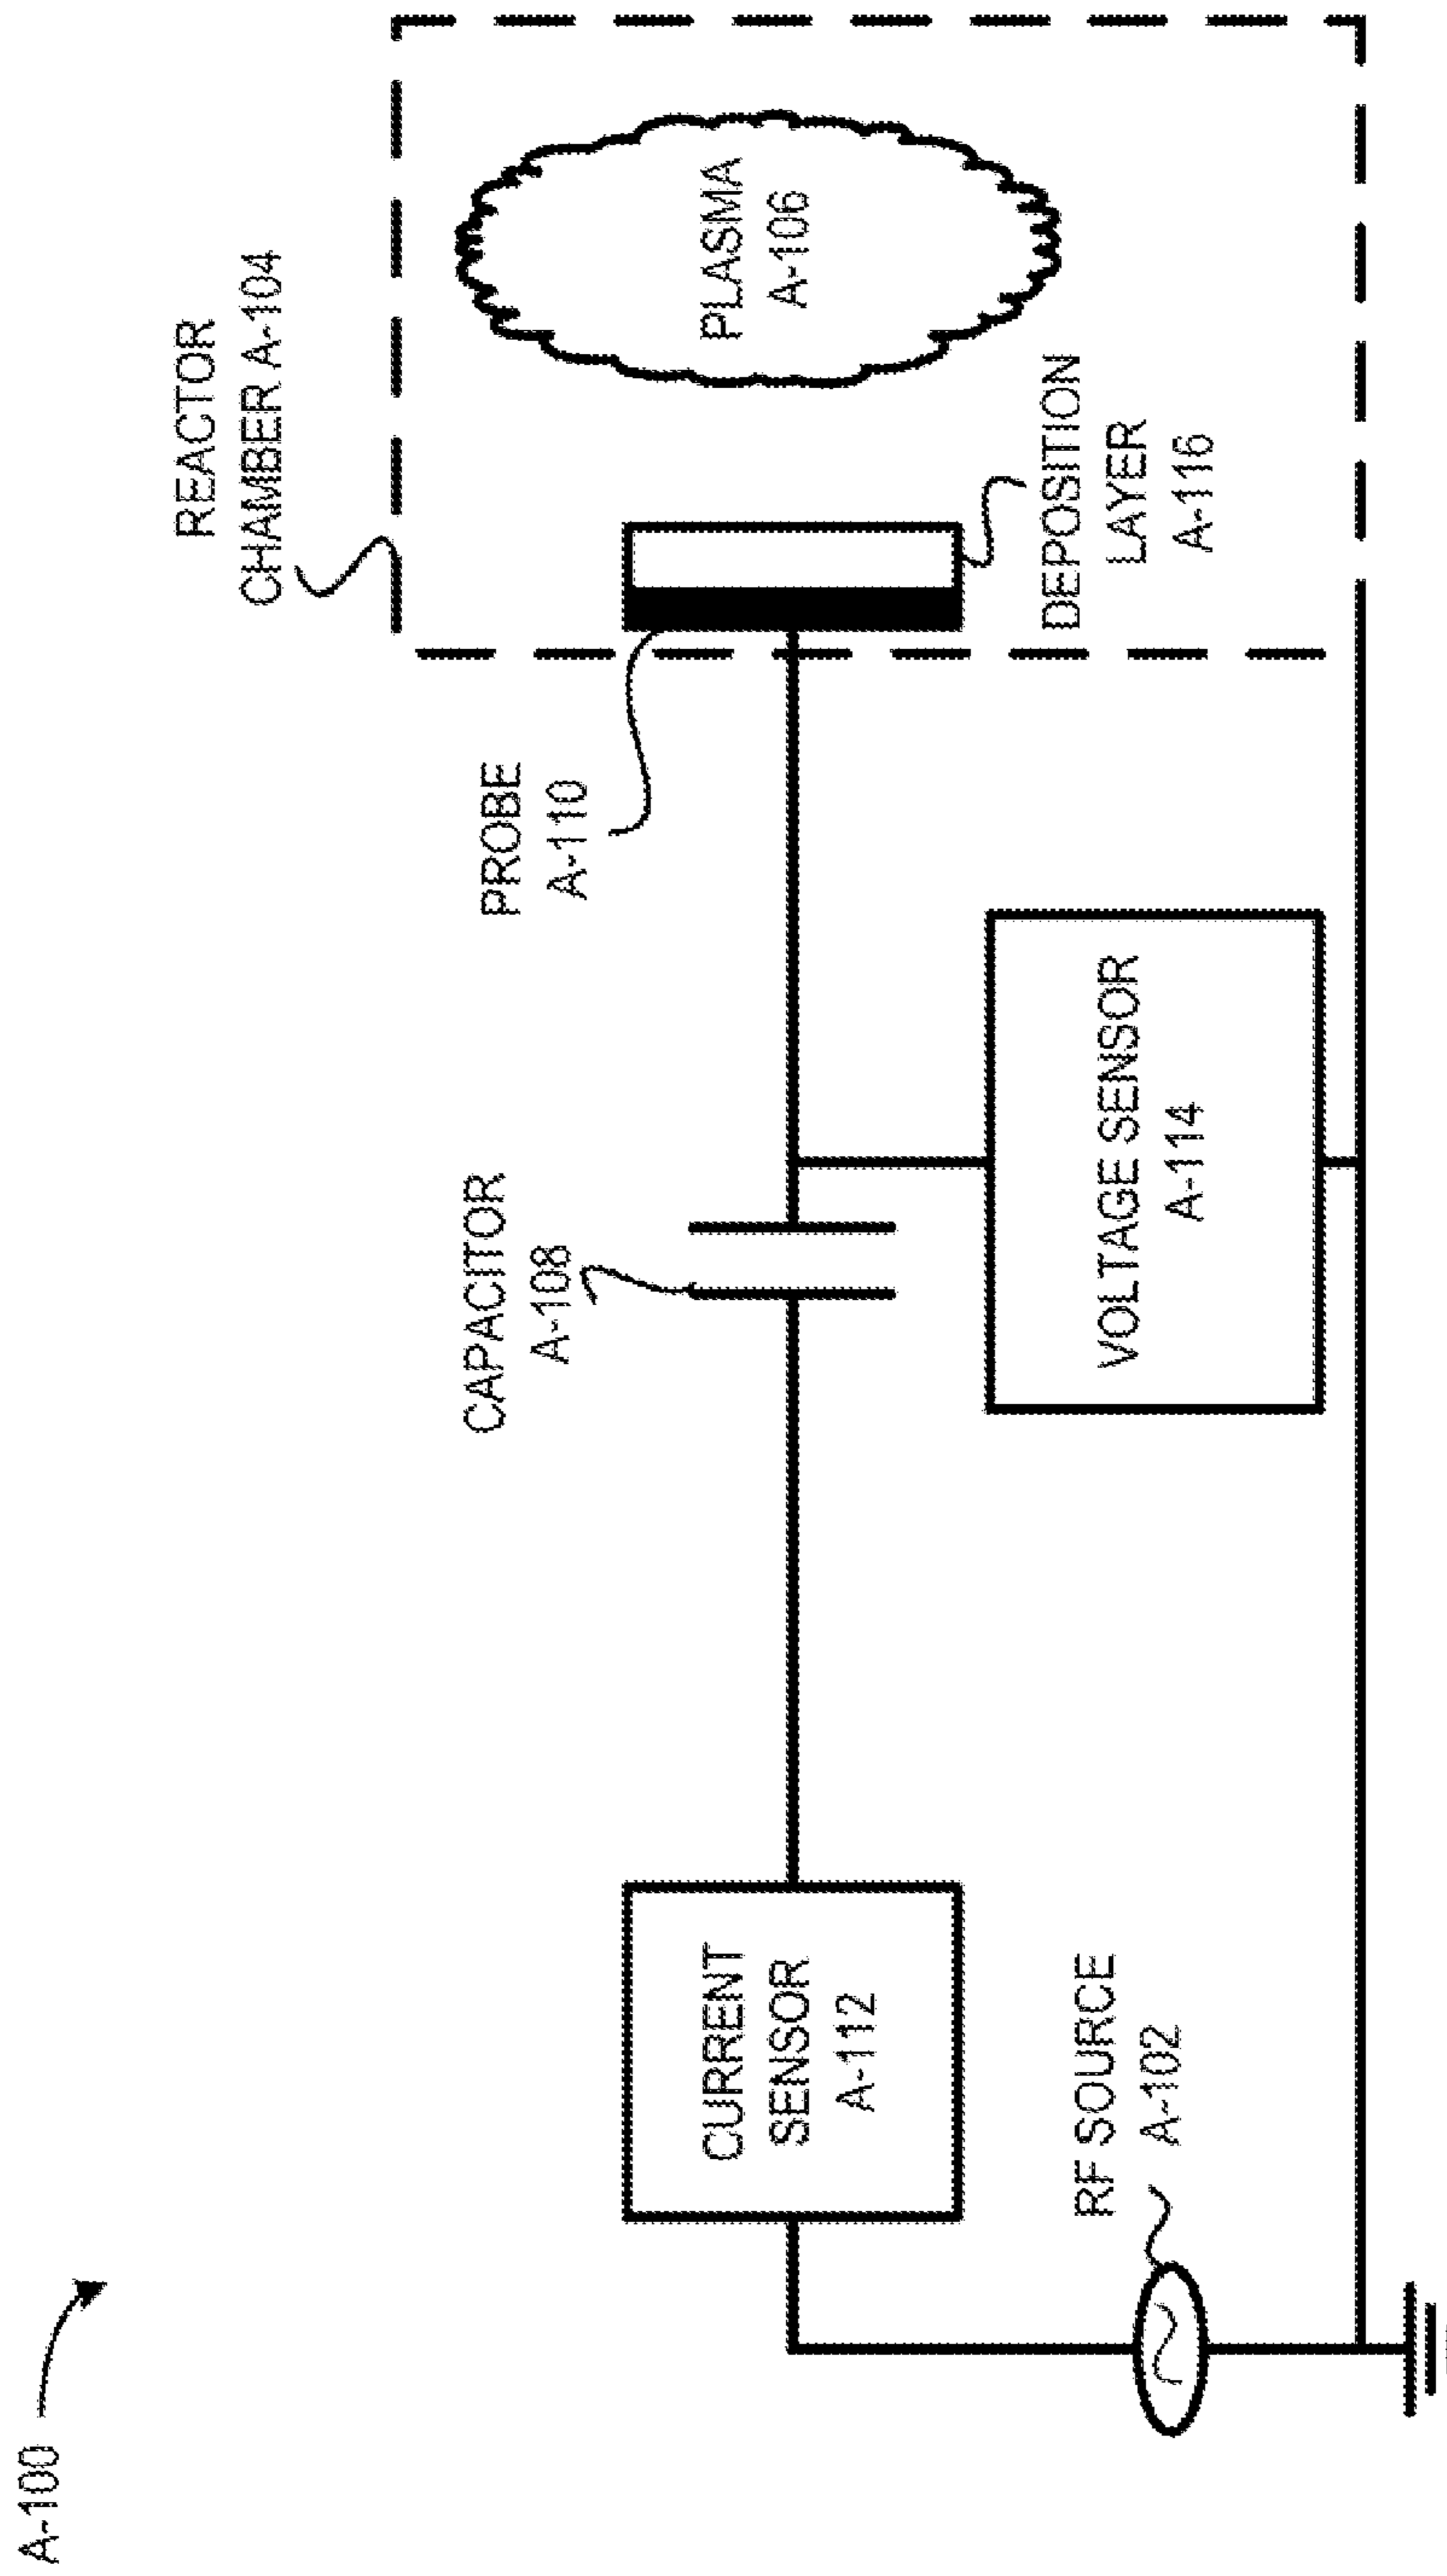 A-100
REACTOR
CHAMBER A-104
CAPACITOR
A-108
PROBE
A-110
CURRENT
SENSOR
A-112
PLASMA
A-106
RF SOURCE
A-102
VOLTAGE SENSOR
A-114
DEPOSITION
LAYER
A-116